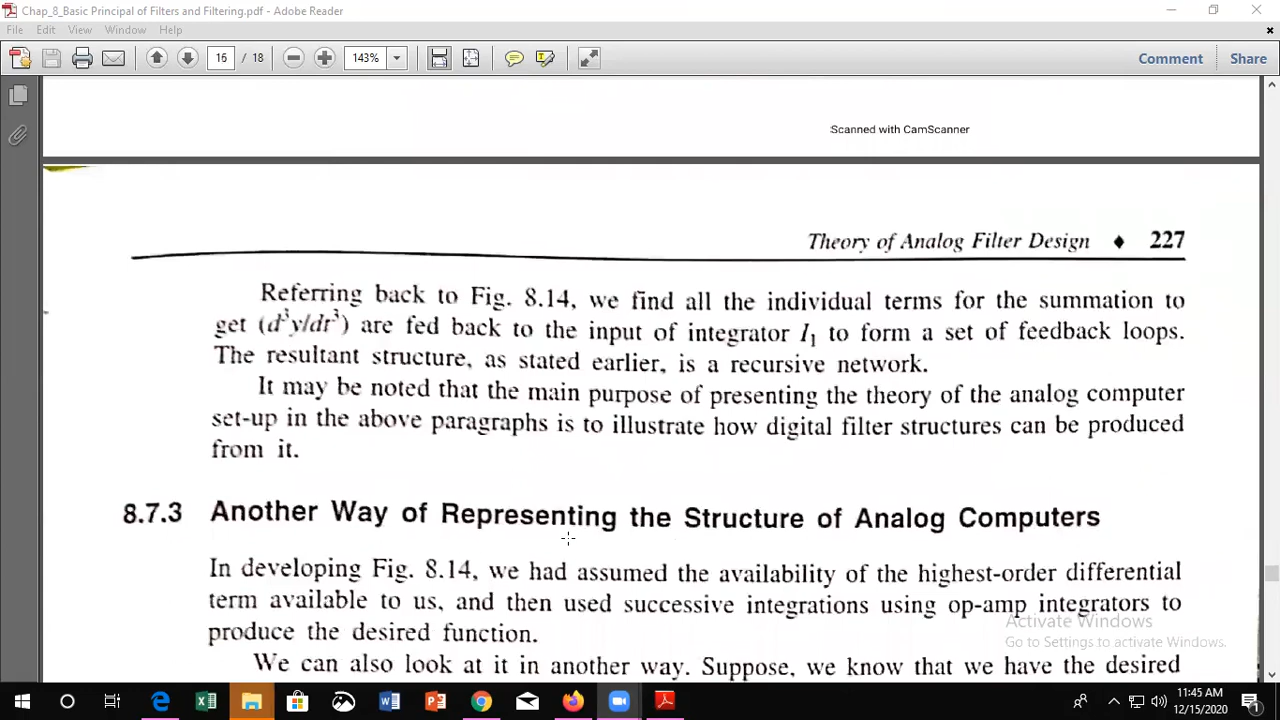 Chap_8_Basic Principal of Filters and Filtering.pdf - Adobe Reader
File Edit View Window Help
16 / 18 143% Comment Share
Scanned with CamScanner
Theory of Analog Filter Design ♦ 227
Referring back to Fig. 8.14, we find all the individual terms for the summation to
get (d³y/dt³) are fed back to the input of integrator I₁ to form a set of feedback loops.
The resultant structure, as stated earlier, is a recursive network.
It may be noted that the main purpose of presenting the theory of the analog computer
set-up in the above paragraphs is to illustrate how digital filter structures can be produced
from it.
8.7.3 Another Way of Representing the Structure of Analog Computers
In developing Fig. 8.14, we had assumed the availability of the highest-order differential
term available to us, and then used successive integrations using op-amp integrators to
produce the desired function.
Activate Windows
Go to Settings to activate Windows.
We can also look at it in another way. Suppose, we know that we have the desired
11:45 AM
12/15/2020